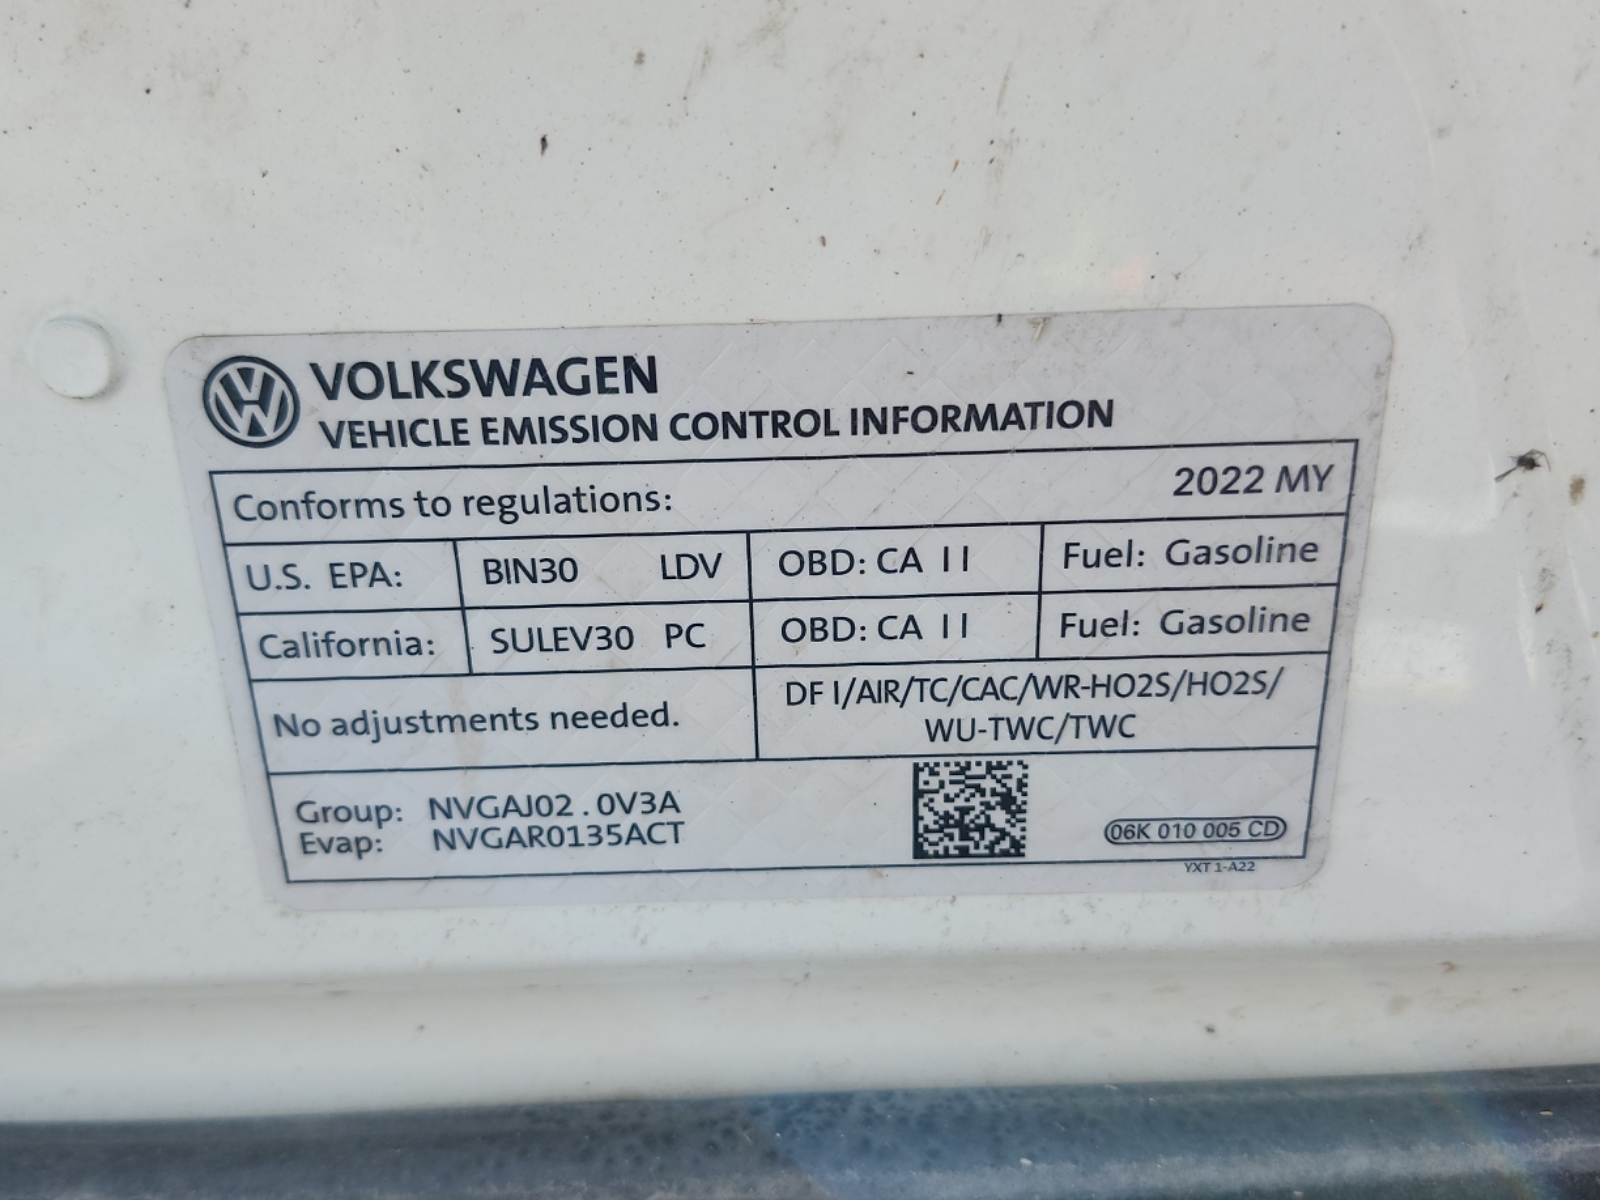 VOLKSWAGEN
VEHICLE EMISSION CONTROL INFORMATION
Conforms to regulations: 2022 MY
U.S. EPA: BIN30 LDV OBD: CA II Fuel: Gasoline
California: SULEV30 PC OBD: CA II Fuel: Gasoline
No adjustments needed. DFI/AIR/TC/CAC/WR-HO2S/HO2S/
WU-TWC/TWC
Group: NVGAJ02.0V3A
Evap: NVGAR0135ACT
06K 010 005 CD
YXT 1-A22